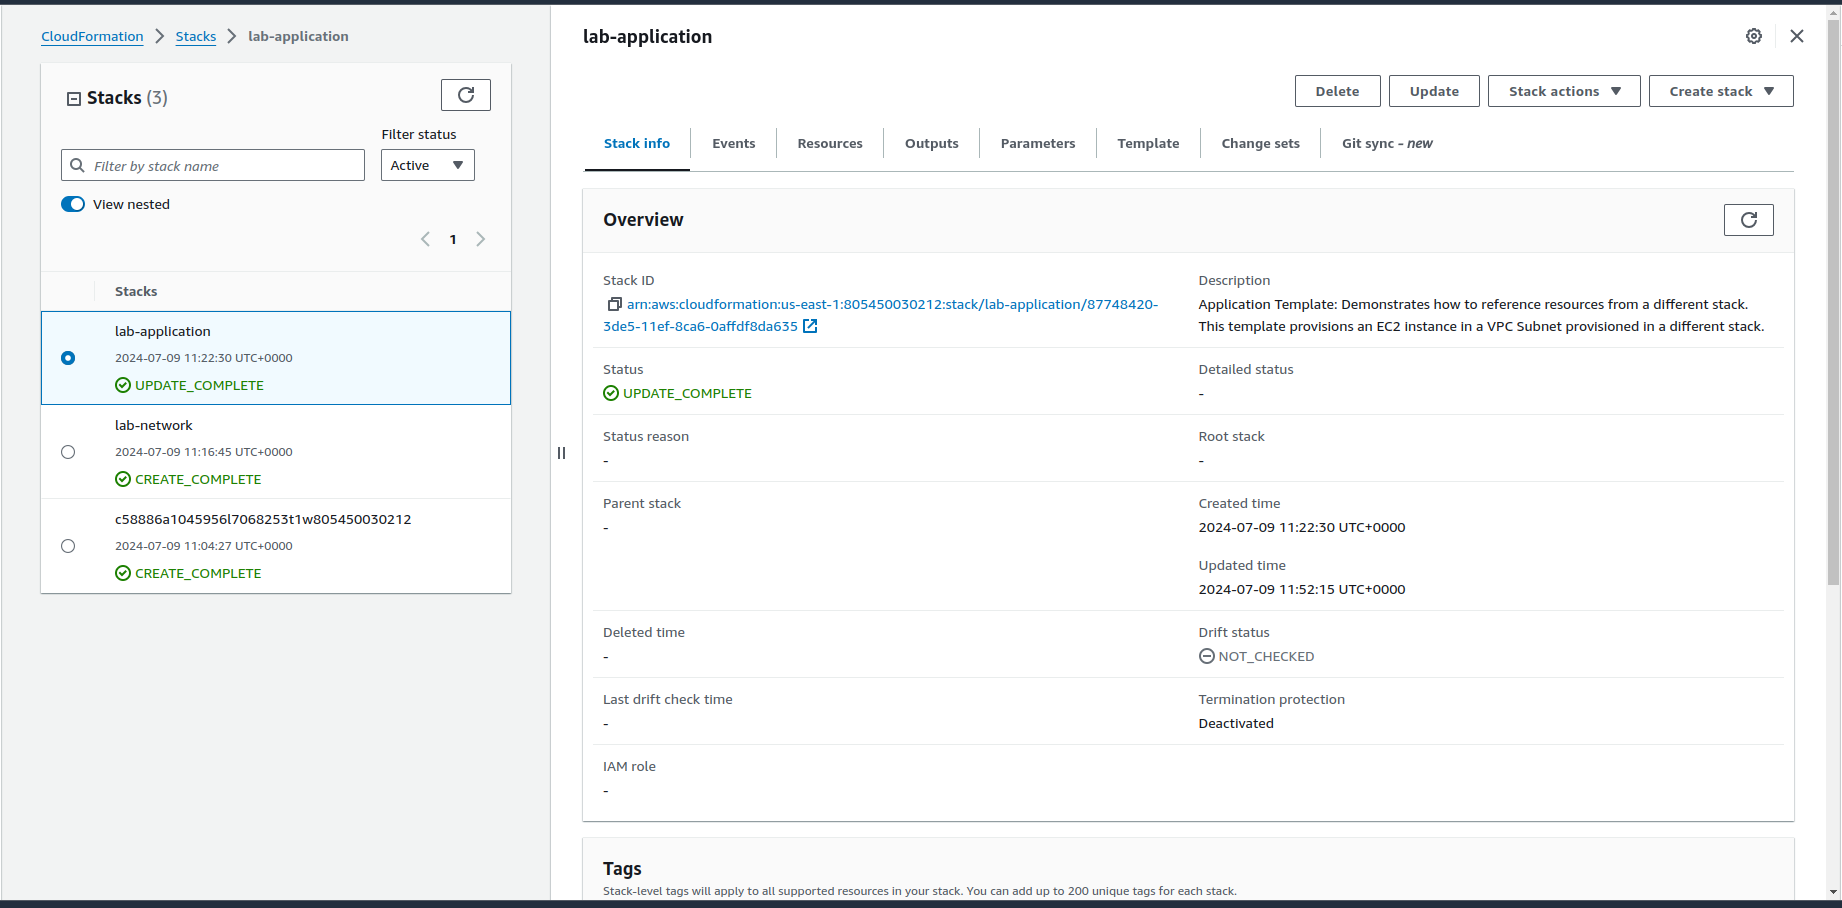 CloudFormation > Stacks > lab-application
Stacks (3)
Filter status
Filter by stack name
Active
View nested
1
Stacks
lab-application
2024-07-09 11:22:30 UTC+0000
UPDATE_COMPLETE
lab-network
2024-07-09 11:16:45 UTC+0000
CREATE_COMPLETE
c58886a1045956l7068253t1w805450030212
2024-07-09 11:04:27 UTC+0000
CREATE_COMPLETE
lab-application
Delete Update Stack actions Create stack
Stack info Events Resources Outputs Parameters Template Change sets Git sync - new
Overview
Stack ID
arn:aws:cloudformation:us-east-1:805450030212:stack/lab-application/87748420-
3de5-11ef-8ca6-0affdf8da635
Description
Application Template: Demonstrates how to reference resources from a different stack.
This template provisions an EC2 instance in a VPC Subnet provisioned in a different stack.
Status
UPDATE_COMPLETE
Detailed status
-
Status reason
-
Root stack
-
Parent stack
-
Created time
2024-07-09 11:22:30 UTC+0000
Updated time
2024-07-09 11:52:15 UTC+0000
Deleted time
-
Drift status
NOT_CHECKED
Last drift check time
-
Termination protection
Deactivated
IAM role
-
Tags
Stack-level tags will apply to all supported resources in your stack. You can add up to 200 unique tags for each stack.